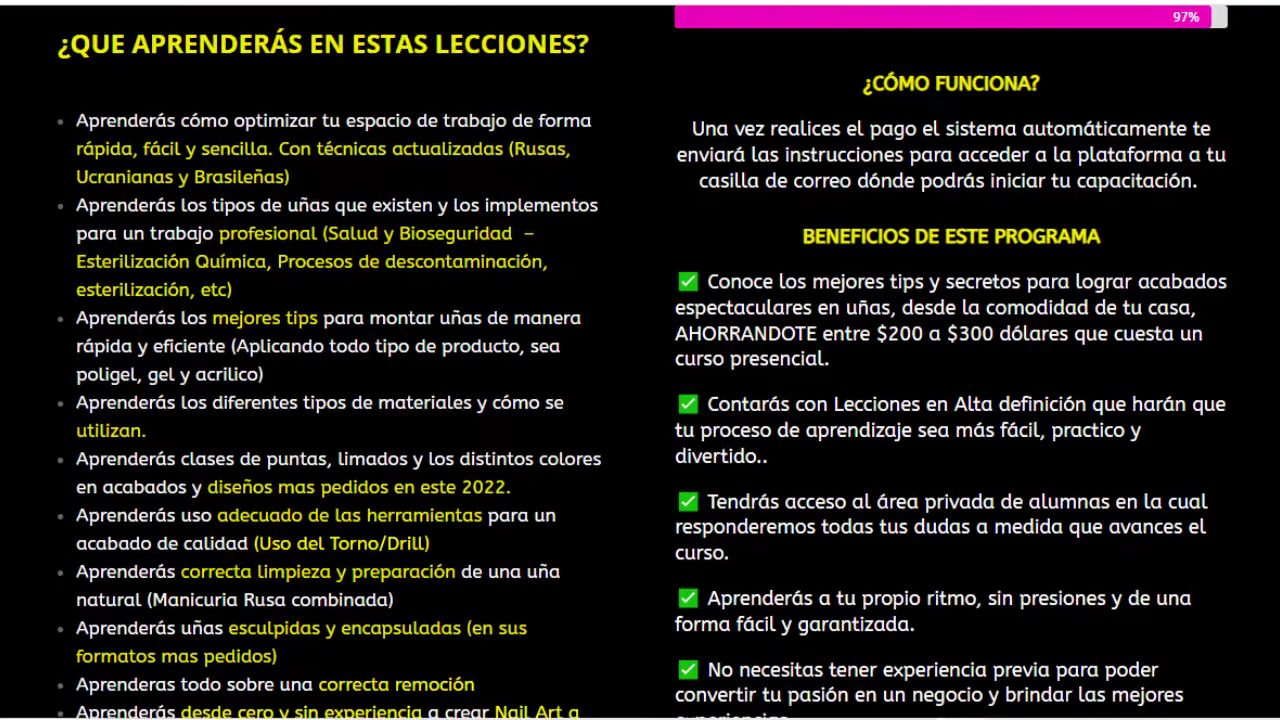 ¿QUE APRENDERÁS EN ESTAS LECCIONES?
Aprenderás cómo optimizar tu espacio de trabajo de forma
rápida, fácil y sencilla. Con técnicas actualizadas (Rusas,
Ucranianas y Brasileñas)
Aprenderás los tipos de uñas que existen y los implementos
para un trabajo profesional (Salud y Bioseguridad –
Esterilización Química, Procesos de descontaminación,
esterilización, etc)
Aprenderás los mejores tips para montar uñas de manera
rápida y eficiente (Aplicando todo tipo de producto, sea
poligel, gel y acrilico)
Aprenderás los diferentes tipos de materiales y cómo se
utilizan.
Aprenderás clases de puntas, limados y los distintos colores
en acabados y diseños mas pedidos en este 2022.
Aprenderás uso adecuado de las herramientas para un
acabado de calidad (Uso del Torno/Drill)
Aprenderás correcta limpieza y preparación de una uña
natural (Manicuria Rusa combinada)
Aprenderás uñas esculpidas y encapsuladas (en sus
formatos mas pedidos)
Aprenderas todo sobre una correcta remoción
Aprenderás desde cero y sin experiencia a crear Nail Art a
97%
¿CÓMO FUNCIONA?
Una vez realices el pago el sistema automáticamente te
enviará las instrucciones para acceder a la plataforma a tu
casilla de correo dónde podrás iniciar tu capacitación.
BENEFICIOS DE ESTE PROGRAMA
✅ Conoce los mejores tips y secretos para lograr acabados
espectaculares en uñas, desde la comodidad de tu casa,
AHORRANDOTE entre $200 a $300 dólares que cuesta un
curso presencial.
✅ Contarás con Lecciones en Alta definición que harán que
tu proceso de aprendizaje sea más fácil, practico y
divertido..
✅ Tendrás acceso al área privada de alumnas en la cual
responderemos todas tus dudas a medida que avances el
curso.
✅ Aprenderás a tu propio ritmo, sin presiones y de una
forma fácil y garantizada.
✅ No necesitas tener experiencia previa para poder
convertir tu pasión en un negocio y brindar las mejores